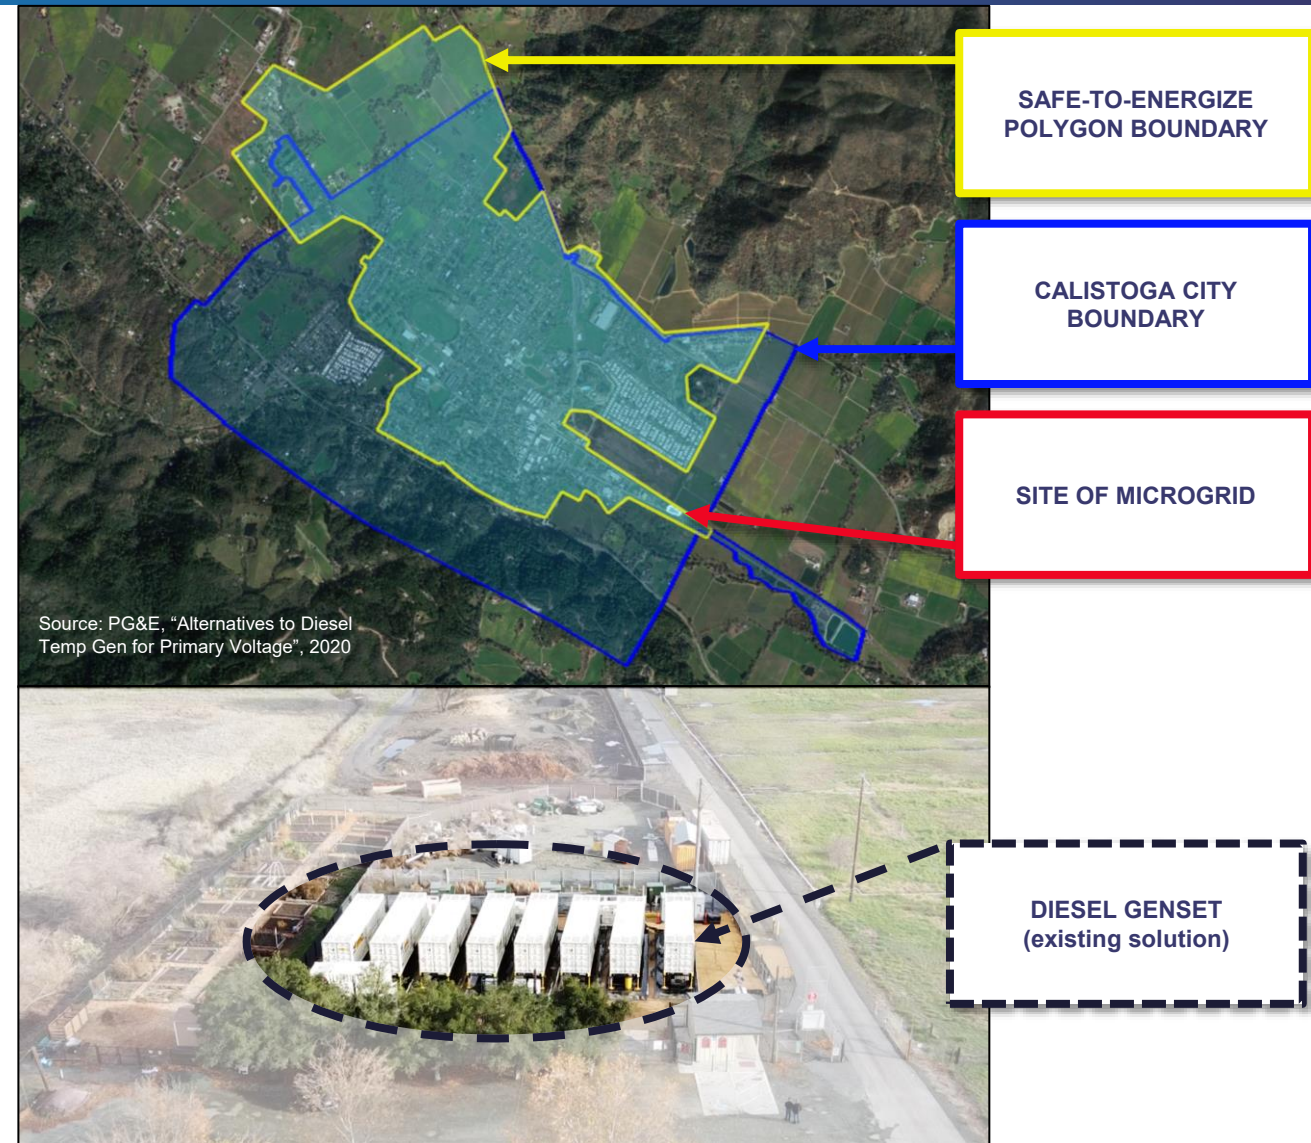 SAFE-TO-ENERGIZE
POLYGON BOUNDARY
CALISTOGA CITY
BOUNDARY
SITE OF MICROGRID
Source: PG&E, “Alternatives to Diesel
Temp Gen for Primary Voltage”, 2020
DIESEL GENSET
(existing solution)